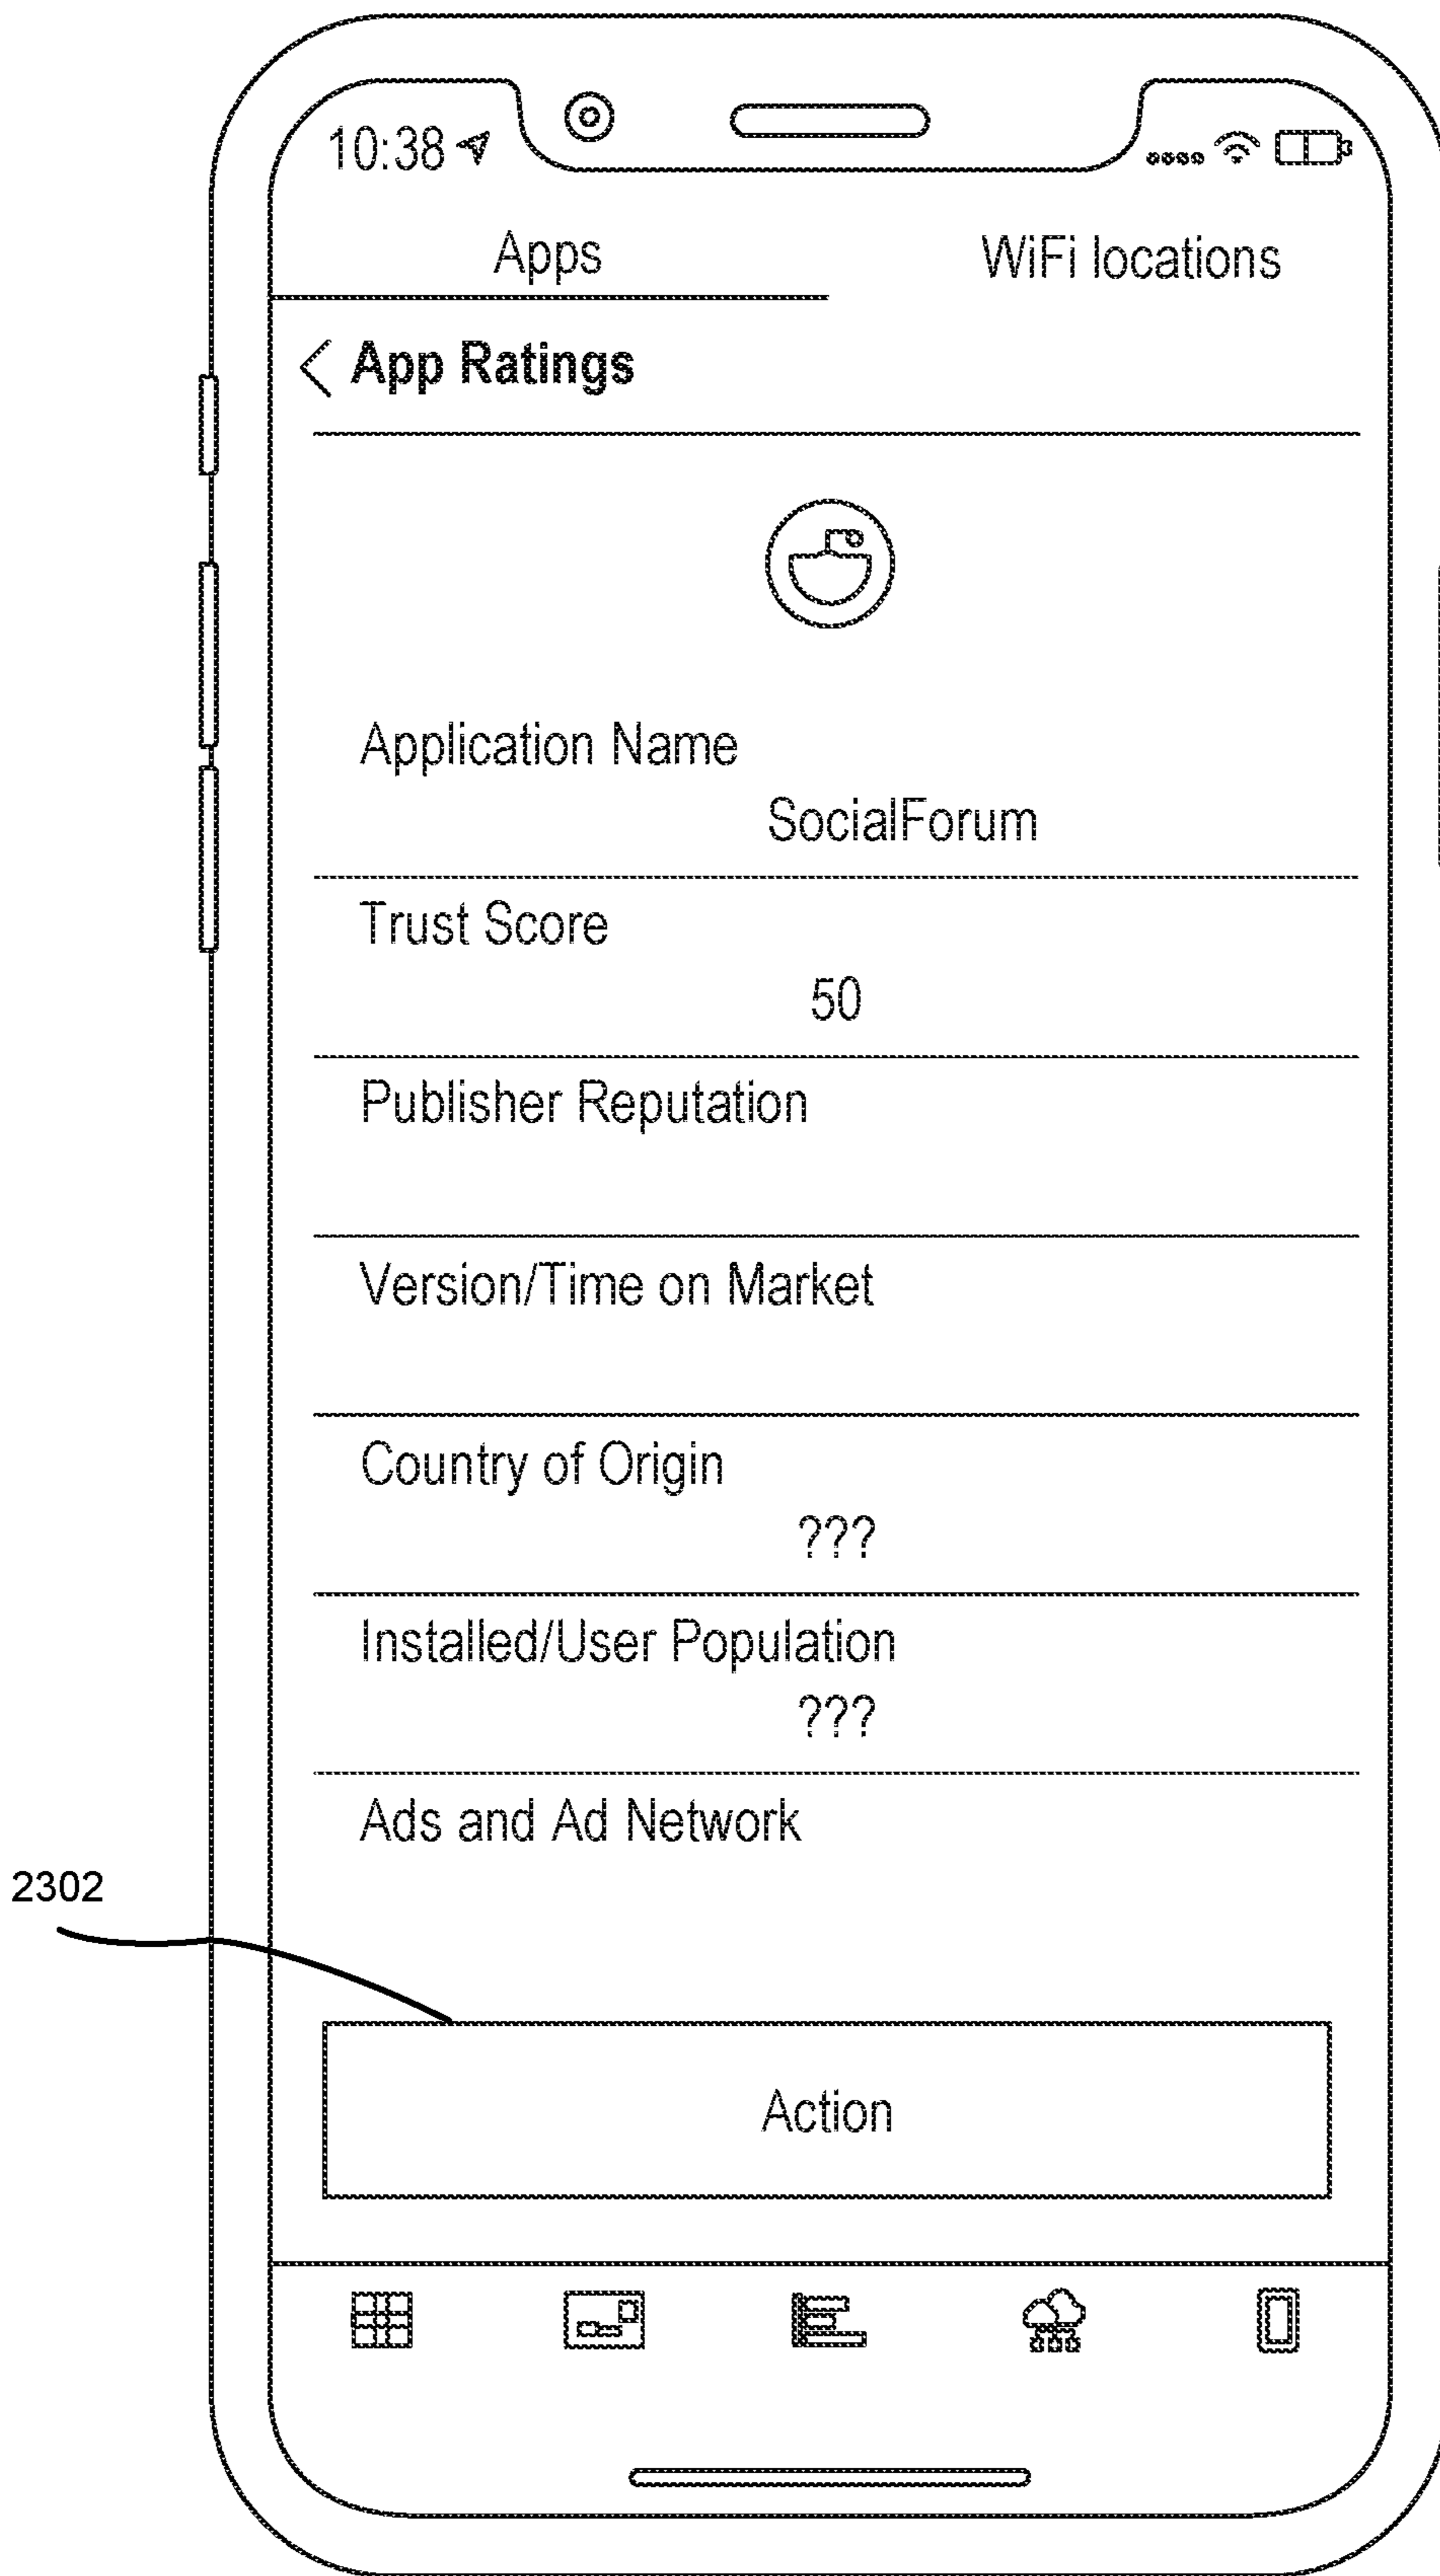 10:38
Apps WiFi locations
App Ratings
Application Name
SocialForum
Trust Score
50
Publisher Reputation
Version/Time on Market
Country of Origin
???
Installed/User Population
???
Ads and Ad Network
2302
Action